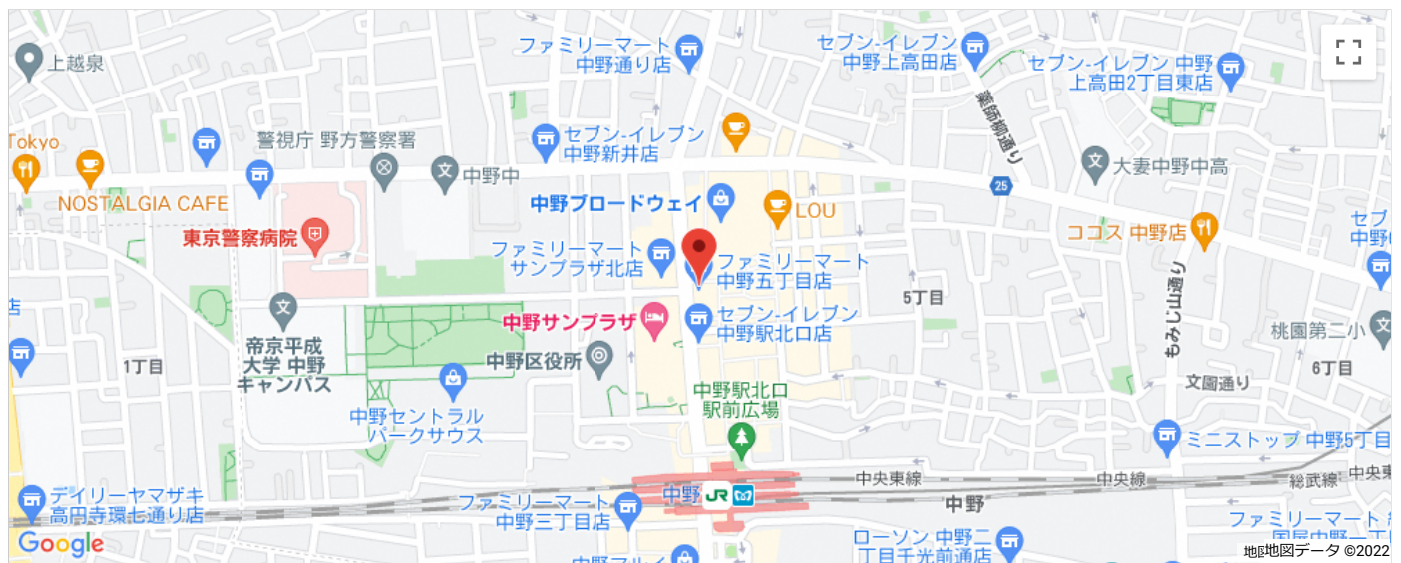 ファミリーマート
中野通り店
セブン-イレブン
中野上高田店
セブン-イレブン 中野
上高田2丁目東店
上越泉
薬師柳通り
Tokyo
警視庁 野方警察署
セブン-イレブン
中野新井店
中野中
大妻中野中高
25
NOSTALGIA CAFE
中野ブロードウェイ
LOU
東京警察病院
ココス 中野店
セブ
中野
ファミリーマート
サンプラザ北店
ファミリーマート
中野五丁目店
5丁目
もみじ山通り
店
中野サンプラザ
セブン-イレブン
中野駅北口店
桃園第二小
帝京平成
大学 中野
キャンパス
1丁目
中野区役所
6丁目
文園通り
中野駅北口
駅前広場
中野セントラル
パークサウス
ミニストップ 中野5丁目
中央東線
中央線
総武線
中央東
デイリーヤマザキ
高円寺環七通り店
ファミリーマート
中野三丁目店
中野
JR
中野
ローソン 中野二
丁目千光前通店
ファミリーマート
中野マルイ
Google
地図データ ©2022